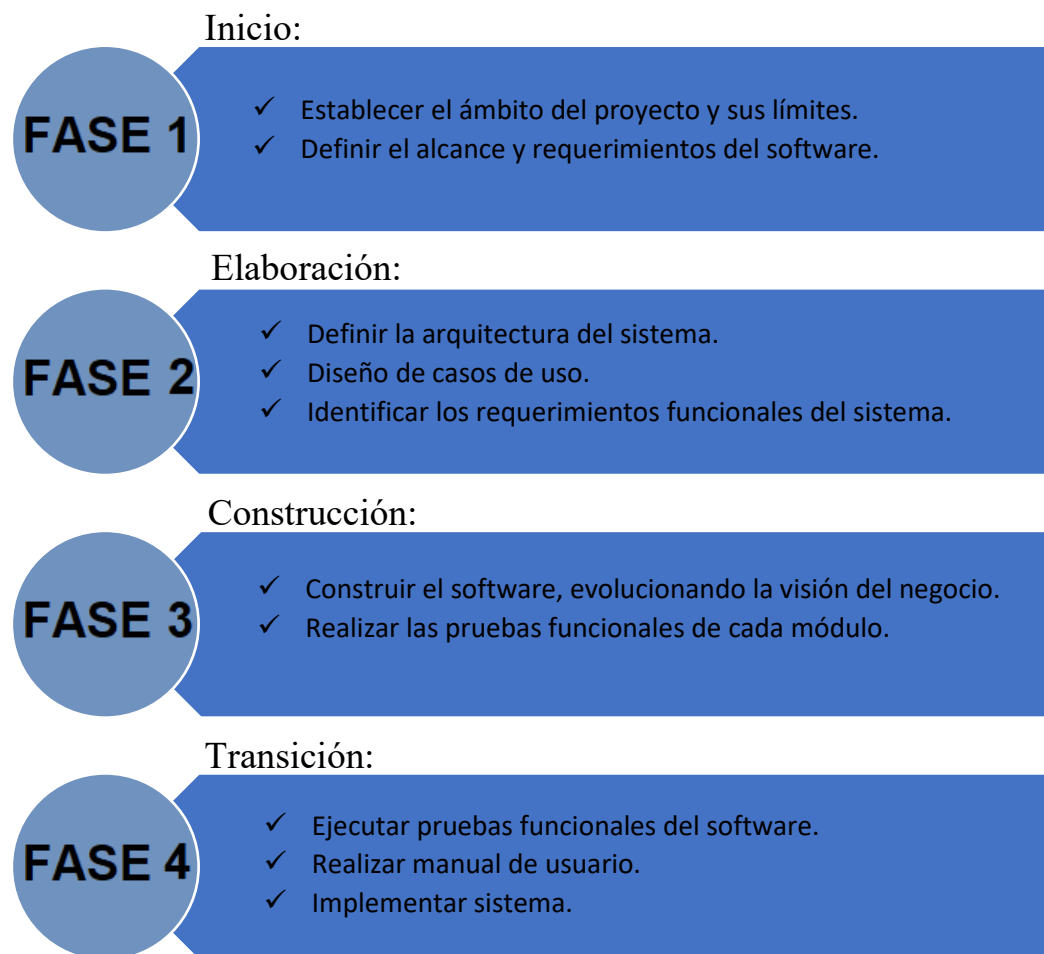 Inicio:
FASE 1
✓ Establecer el ámbito del proyecto y sus límites.
✓ Definir el alcance y requerimientos del software.
Elaboración:
FASE 2
✓ Definir la arquitectura del sistema.
✓ Diseño de casos de uso.
✓ Identificar los requerimientos funcionales del sistema.
Construcción:
FASE 3
✓ Construir el software, evolucionando la visión del negocio.
✓ Realizar las pruebas funcionales de cada módulo.
Transición:
FASE 4
✓ Ejecutar pruebas funcionales del software.
✓ Realizar manual de usuario.
✓ Implementar sistema.